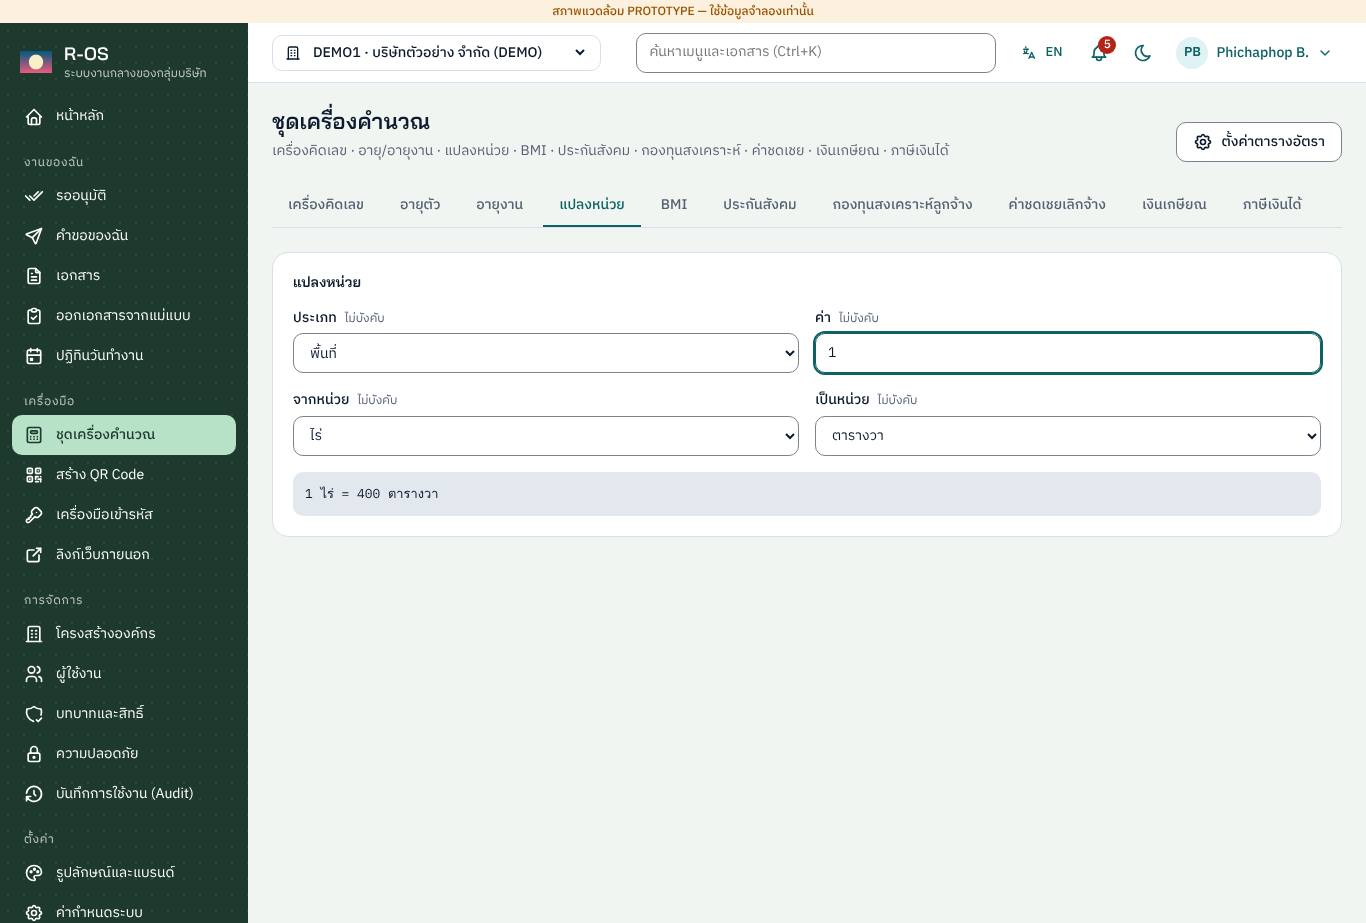 สภาพแวดล้อม PROTOTYPE — ใช้ข้อมูลจำลองเท่านั้น
R-OS
ระบบงานกลางของกลุ่มบริษัท
หน้าหลัก
งานของฉัน
รออนุมัติ
คำขอของฉัน
เอกสาร
ออกเอกสารจากแม่แบบ
ปฏิทินวันทำงาน
เครื่องมือ
ชุดเครื่องคำนวณ
สร้าง QR Code
เครื่องมือเข้ารหัส
ลิงก์เว็บภายนอก
การจัดการ
โครงสร้างองค์กร
ผู้ใช้งาน
บทบาทและสิทธิ์
ความปลอดภัย
บันทึกการใช้งาน (Audit)
ตั้งค่า
รูปลักษณ์และแบรนด์
ค่ากำหนดระบบ
DEMO1 · บริษัทตัวอย่าง จำกัด (DEMO)
ค้นหาเมนูและเอกสาร (Ctrl+K)
EN
5
PB Phichaphop B.
ชุดเครื่องคำนวณ
เครื่องคิดเลข · อายุ/อายุงาน · แปลงหน่วย · BMI · ประกันสังคม · กองทุนสงเคราะห์ · ค่าชดเชย · เงินเกษียณ · ภาษีเงินได้
ตั้งค่าตารางอัตรา
เครื่องคิดเลข อายุตัว อายุงาน แปลงหน่วย BMI ประกันสังคม กองทุนสงเคราะห์ลูกจ้าง ค่าชดเชยเลิกจ้าง เงินเกษียณ ภาษีเงินได้
แปลงหน่วย
ประเภท ไม่บังคับ
พื้นที่
ค่า ไม่บังคับ
1
จากหน่วย ไม่บังคับ
ไร่
เป็นหน่วย ไม่บังคับ
ตารางวา
1 ไร่ = 400 ตารางวา